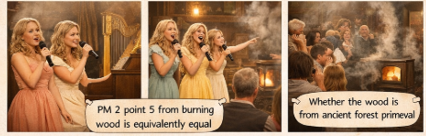 PM 2 point 5 from burning
wood is equivalently equal
Whether the wood is
from ancient forest primeval